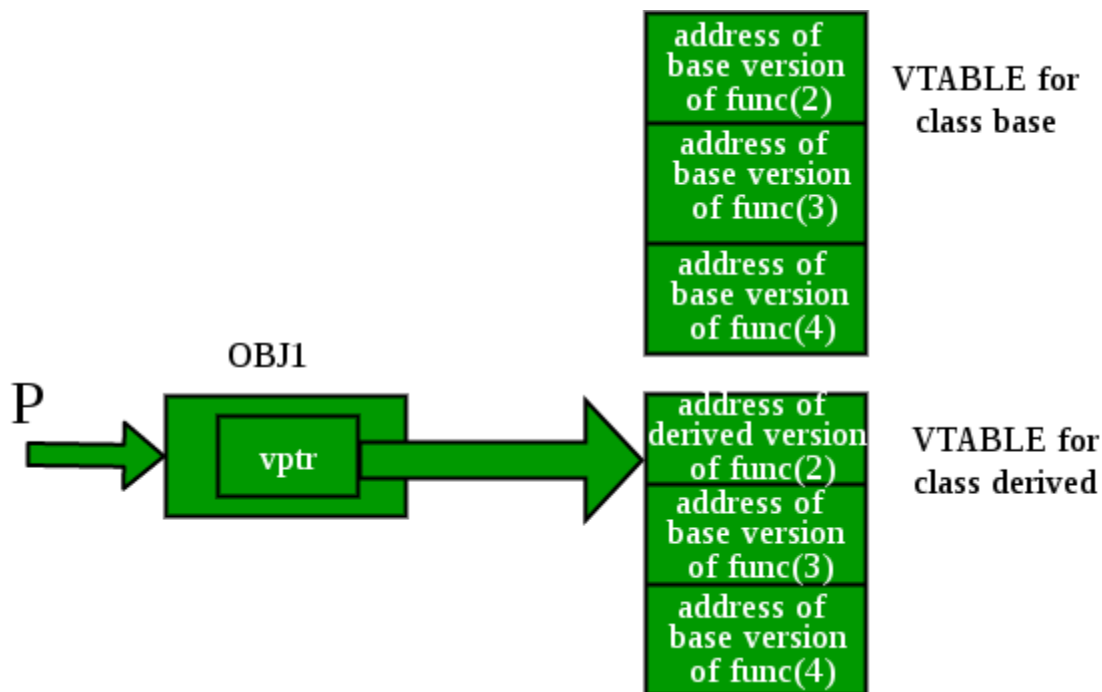 address of
base version
of func(2)
VTABLE for
class base
address of
base version
of func(3)
address of
base version
of func(4)
OBJ1
P
vptr
address of
derived version
of func(2)
VTABLE for
class derived
address of
base version
of func(3)
address of
base version
of func(4)